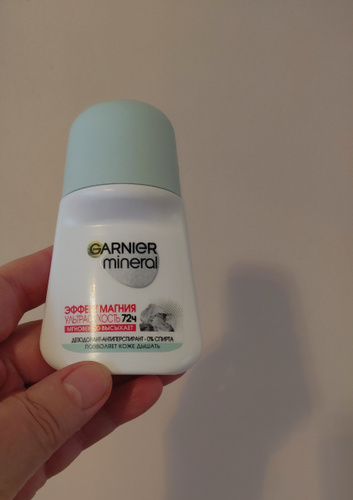 GARNIER
mineral
ЭФФЕКТ МАГНИЯ
УЛЬТРАСУХОСТЬ 72ч
МГНОВЕННО ВЫСЫХАЕТ
ДЕЗОДОРАНТ-АНТИПЕРСПИРАНТ - 0% СПИРТА
ПОЗВОЛЯЕТ КОЖЕ ДЫШАТЬ